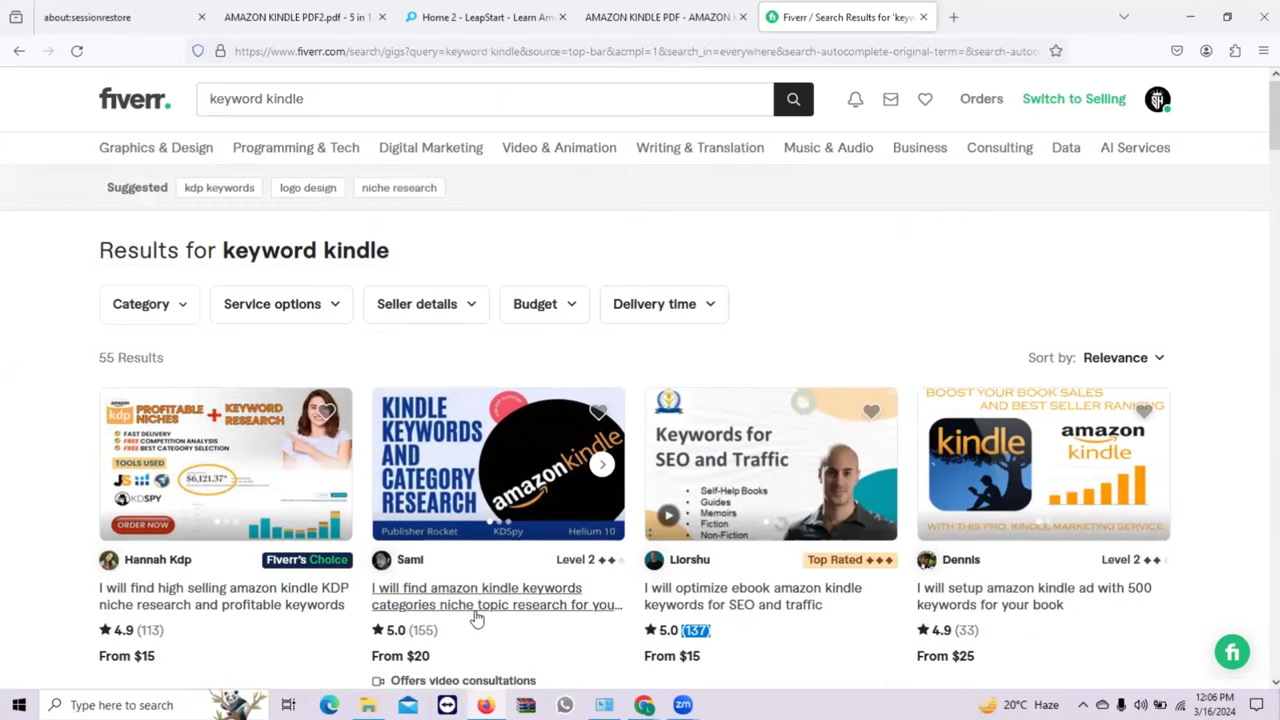 about:sessionrestore
AMAZON KINDLE PDF2.pdf - 5 in 1
Home 2 - LeapStart - Learn Am
AMAZON KINDLE PDF - AMAZON
Fiverr / Search Results for 'keyw
https://www.fiverr.com/search/gigs?query=keyword kindle&source=top-bar&acmpl=1&search_in=everywhere&search-autocomplete-original-term=&search-autoc
fiverr.
keyword kindle
Orders
Switch to Selling
Graphics & Design
Programming & Tech
Digital Marketing
Video & Animation
Writing & Translation
Music & Audio
Business
Consulting
Data
AI Services
Suggested
kdp keywords
logo design
niche research
Results for keyword kindle
Category
Service options
Seller details
Budget
Delivery time
55 Results
Sort by: Relevance
amazon
kdp
PROFITABLE
NICHES
+
KEYWORD
RESEARCH
FAST DELIVERY
FREE COMPETITION ANALYSIS
FREE BEST CATEGORY SELECTION
TOOLS USED
JS
$6,121.37
KDSPY
ORDER NOW
KINDLE
KEYWORDS
AND
CATEGORY
RESEARCH
amazonkindle
Publisher Rocket
KDSpy
Helium 10
Keywords for
SEO and Traffic
Self-Help Books
Guides
Memoirs
Fiction
Non-Fiction
BOOST YOUR BOOK SALES
AND BEST SELLER RANKING
kindle
amazon
kindle
WITH THIS PRO. KINDLE MARKETING SERVICE
Hannah Kdp
Fiverr's Choice
I will find high selling amazon kindle KDP
niche research and profitable keywords
4.9 (113)
From $15
Sami
Level 2
I will find amazon kindle keywords
categories niche topic research for you...
5.0 (155)
From $20
Offers video consultations
Liorshu
Top Rated
I will optimize ebook amazon kindle
keywords for SEO and traffic
5.0 (137)
From $15
Dennis
Level 2
I will setup amazon kindle ad with 500
keywords for your book
4.9 (33)
From $25
fi
Type here to search
zm
20°C Haze
12:06 PM
3/16/2024